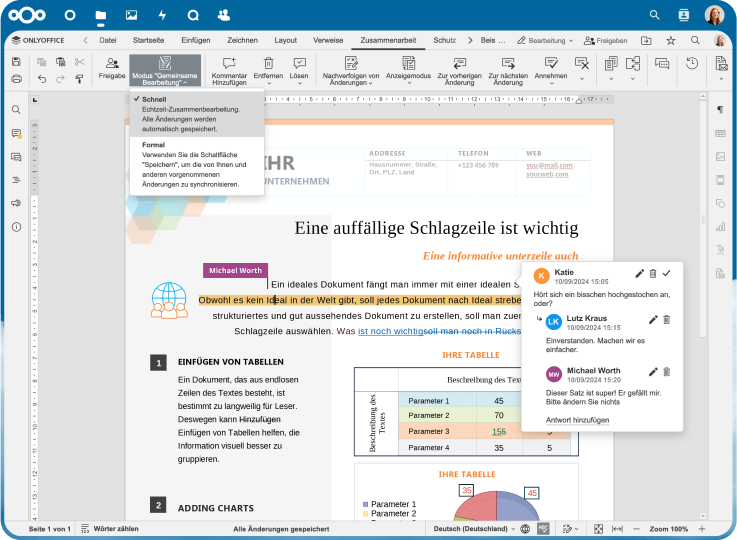 ONLYOFFICE
Datei Startseite Einfügen Zeichnen Layout Verweise Zusammenarbeit Schutz Beis ... Bearbeitung Freigeben
Freigabe
Modus "Gemeinsame
Bearbeitung"
Kommentar
Hinzufügen
Entfernen
Lösen
Nachverfolgen von
Änderungen
Anzeigemodus
Zur vorherigen
Änderung
Zur nächsten
Änderung
Annehmen
Schnell
Echtzeit-Zusammenbearbeitung.
Alle Änderungen werden
automatisch gespeichert.
Formal
Verwenden Sie die Schaltfläche
"Speichern", um die von Ihnen und
anderen vorgenommenen
Änderungen zu synchronisieren.
IHR
UNTERNEHMEN
ADDRESSE
Hausnummer, Straße,
Ort, PLZ, Land
TELEFON
+123 456 789
WEB
you@mail.com
yourweb.com
Eine auffällige Schlagzeile ist wichtig
Eine informative unterzeile auch
Michael Worth
Ein ideales Dokument fängt man immer mit einer idealen
Obwohl es kein Ideal in der Welt gibt, soll jedes Dokument nach Ideal
strukturiertes und gut aussehendes Dokument zu erstellen, soll man
Schlagzeile auswählen. Was ist noch wichtigsoll man noch in
Katie
10/09/2024 15:05
Hört sich ein bisschen hochgestochen an,
oder?
LK
Lutz Kraus
10/09/2024 15:15
Einverstanden. Machen wir es
einfacher.
MW
Michael Worth
10/09/2024 15:20
Dieser Satz ist super! Er gefällt mir.
Bitte ändern Sie nichts
Antwort hinzufügen
1
EINFÜGEN VON TABELLEN
Ein Dokument, das aus endlosen
Zeilen des Textes besteht, ist
bestimmt zu langweilig für Leser.
Deswegen kann Hinzufügen
Einfügen von Tabellen helfen, die
Information visuell besser zu
gruppieren.
2
ADDING CHARTS
IHRE TABELLE
Beschreibung des
Beschreibung des
Textes
Parameter 1 45
Parameter 2 70
Parameter 3 155
Parameter 4 35 5
IHRE TABELLE
35
45
Parameter 1
Parameter 2
Seite 1 von 1 Wörter zählen Alle Änderungen gespeichert Deutsch (Deutschland) Zoom 100%